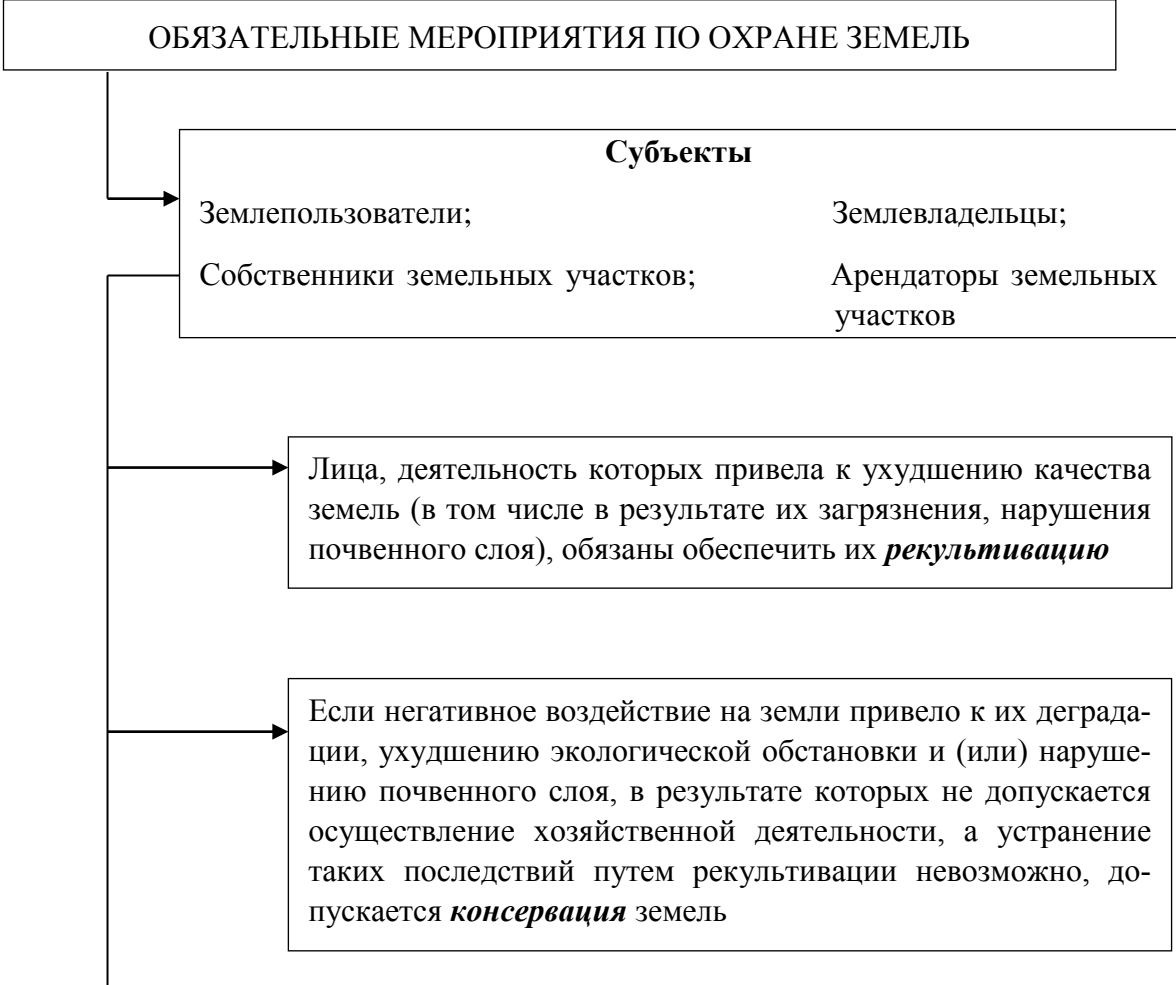 ОБЯЗАТЕЛЬНЫЕ МЕРОПРИЯТИЯ ПО ОХРАНЕ ЗЕМЕЛЬ
Субъекты
Землепользователи; Землевладельцы;
Собственники земельных участков; Арендаторы земельных
участков
Лица, деятельность которых привела к ухудшению качества
земель (в том числе в результате их загрязнения, нарушения
почвенного слоя), обязаны обеспечить их рекультивацию
Если негативное воздействие на земли привело к их деграда-
ции, ухудшению экологической обстановки и (или) наруше-
нию почвенного слоя, в результате которых не допускается
осуществление хозяйственной деятельности, а устранение
таких последствий путем рекультивации невозможно, до-
пускается консервация земель